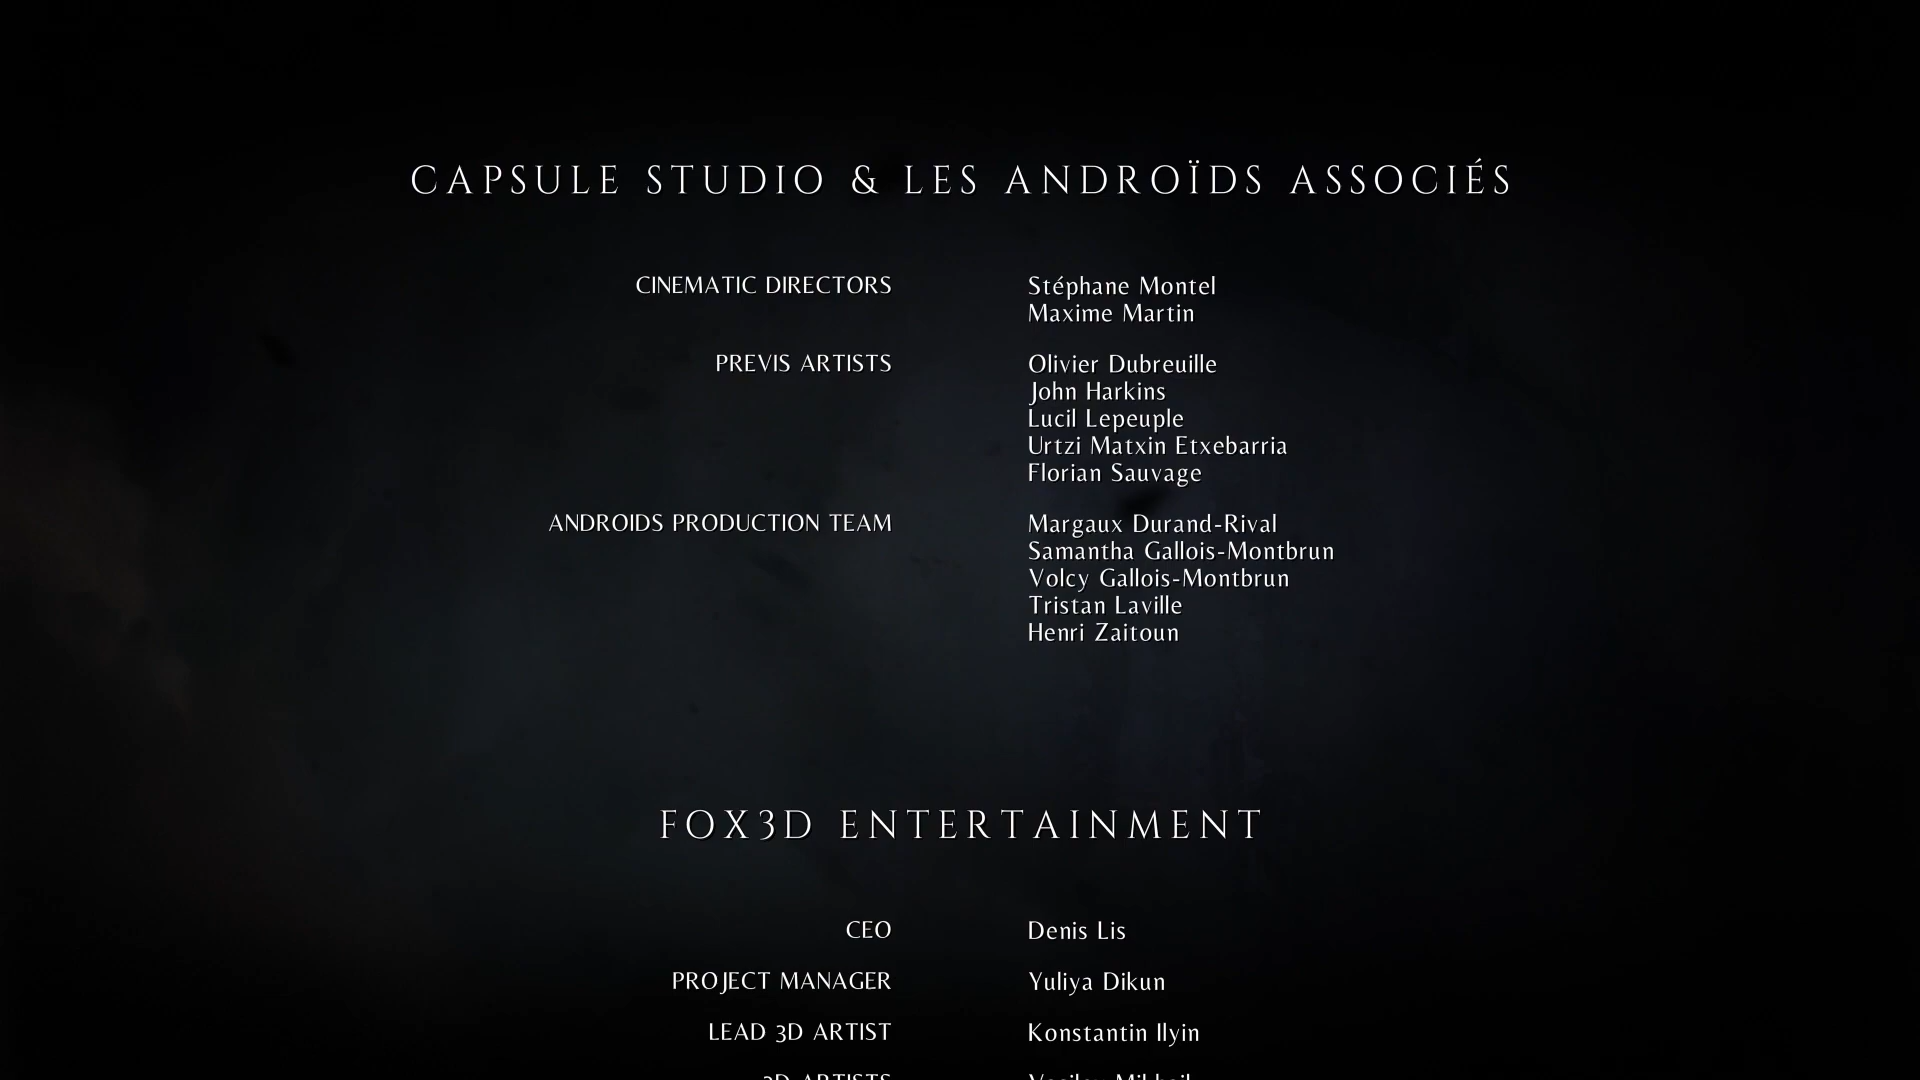 CAPSULE STUDIO & LES ANDROÏDS ASSOCIÉS
CINEMATIC DIRECTORS Stéphane Montel
Maxime Martin
PREVIS ARTISTS Olivier Dubreuille
John Harkins
Lucil Lepeuple
Urtzi Matxin Etxebarria
Florian Sauvage
ANDROIDS PRODUCTION TEAM Margaux Durand-Rival
Samantha Gallois-Montbrun
Volcy Gallois-Montbrun
Tristan Laville
Henri Zaitoun
FOX3D ENTERTAINMENT
CEO Denis Lis
PROJECT MANAGER Yuliya Dikun
LEAD 3D ARTIST Konstantin Ilyin
3D ARTISTS